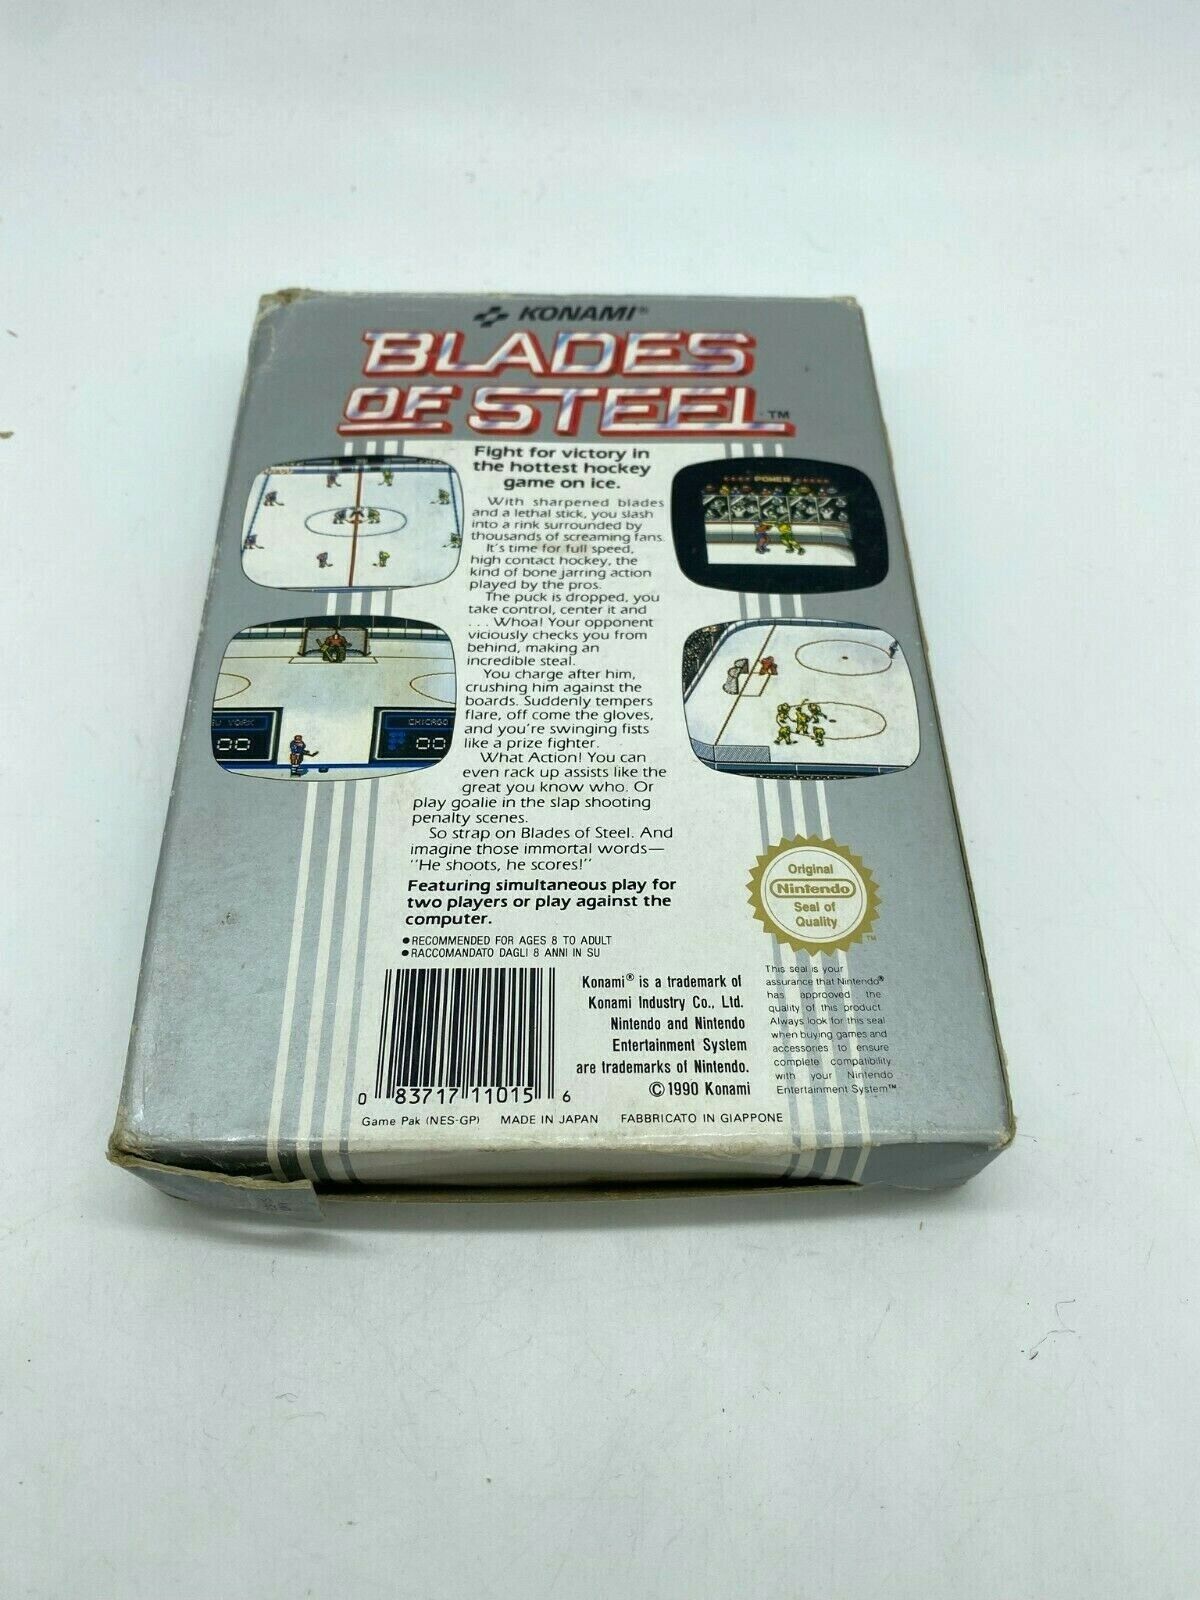 KONAMI®
BLADES
OF STEEL™
Fight for victory in
the hottest hockey
game on ice.
With sharpened blades
and a lethal stick, you slash
into a rink surrounded by
thousands of screaming fans.
It's time for full speed,
high contact hockey, the
kind of bone jarring action
played by the pros.
The puck is dropped, you
take control, center it and
. . . Whoa! Your opponent
viciously checks you from
behind, making an
incredible steal.
You charge after him,
crushing him against the
boards. Suddenly tempers
flare, off come the gloves,
and you're swinging fists
like a prize fighter.
What Action! You can
even rack up assists like the
great you know who. Or
play goalie in the slap shooting
penalty scenes.
So strap on Blades of Steel. And
imagine those immortal words—
"He shoots, he scores!"
Featuring simultaneous play for
two players or play against the
computer.
• RECOMMENDED FOR AGES 8 TO ADULT
• RACCOMANDATO DAGLI 8 ANNI IN SU
POWER
YORK
00
CHICAGO
00
Original
Nintendo
Seal of
Quality
™
This seal is your
assurance that Nintendo®
has approoved the
quality of this product.
Always look for this seal
when buying games and
accessories to ensure
complete compatibility
with your Nintendo
Entertainment System™
Konami® is a trademark of
Konami Industry Co., Ltd.
Nintendo and Nintendo
Entertainment System
are trademarks of Nintendo.
©1990 Konami
0 83717 11015 6
Game Pak (NES-GP) MADE IN JAPAN FABBRICATO IN GIAPPONE